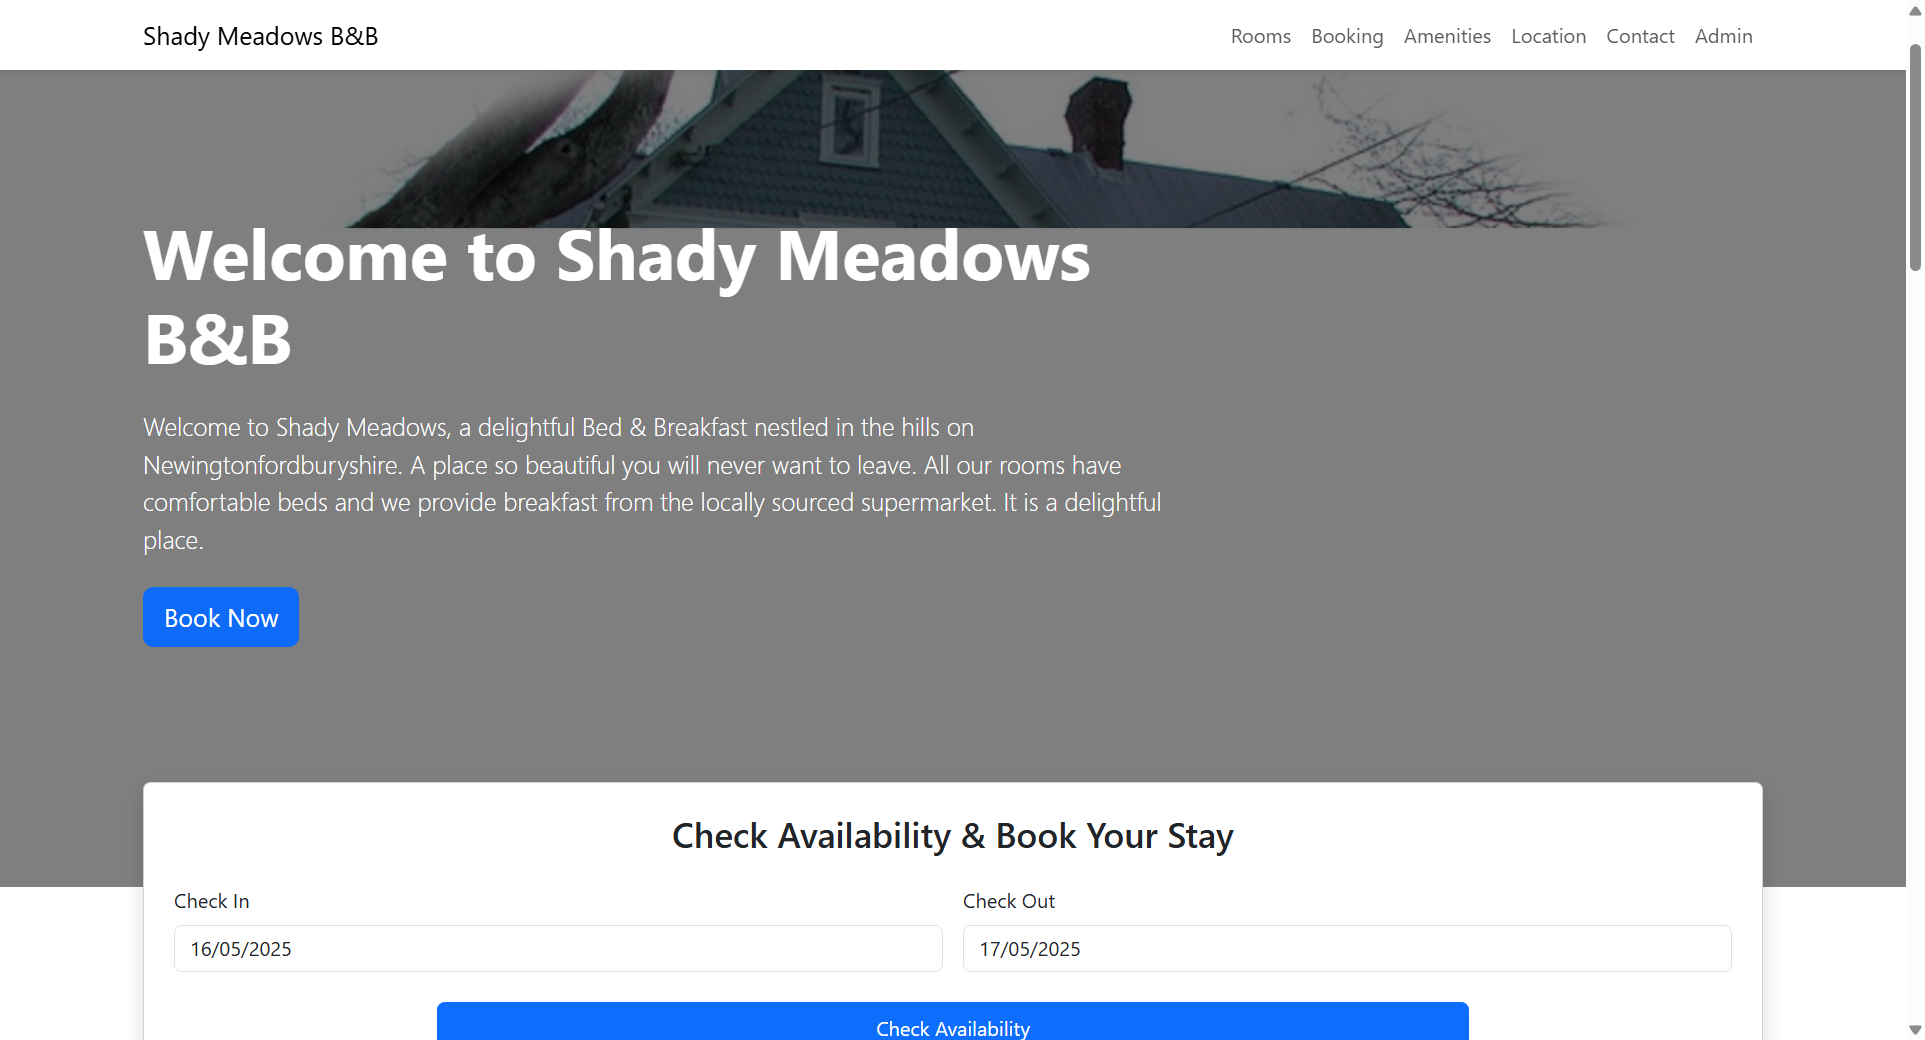 Shady Meadows B&B
Rooms Booking Amenities Location Contact Admin
Welcome to Shady Meadows
B&B
Welcome to Shady Meadows, a delightful Bed & Breakfast nestled in the hills on
Newingtonfordburyshire. A place so beautiful you will never want to leave. All our rooms have
comfortable beds and we provide breakfast from the locally sourced supermarket. It is a delightful
place.
Book Now
Check Availability & Book Your Stay
Check In
Check Out
16/05/2025
17/05/2025
Check Availability